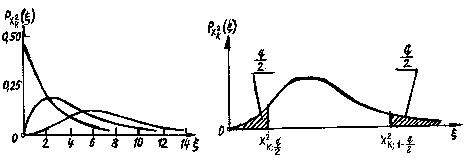 P_{χ²_k}(ξ)
0,50
0,25
0
2 4 6 8 10 12 14 ξ
P_{χ²_k}(ξ)
q/2
q/2
0
χ²_{k; q/2}
χ²_{k; 1-q/2}
ξ